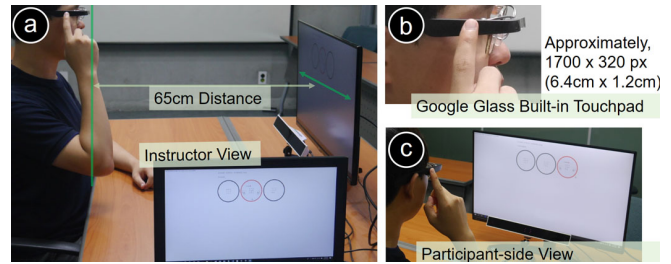 a
65cm Distance
Instructor View
b
Approximately,
1700 x 320 px
(6.4cm x 1.2cm)
Google Glass Built-in Touchpad
c
Participant-side View